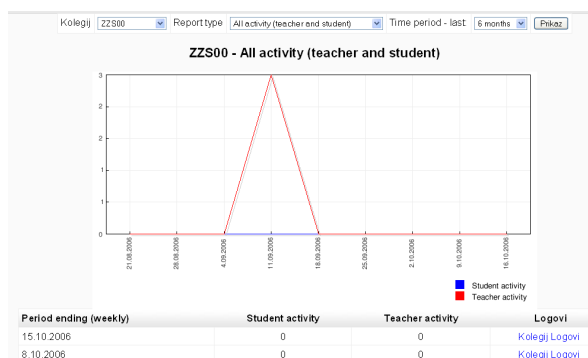 Kolegij ZZS00 Report type All activity (teacher and student) Time period - last 6 months Prikaz
ZZS00 - All activity (teacher and student)
3
2
2
1
1
0
21.08.2006 28.08.2006 4.09.2006 11.09.2006 18.09.2006 25.09.2006 2.10.2006 9.10.2006 16.10.2006
Student activity
Teacher activity
Period ending (weekly) Student activity Teacher activity Logovi
15.10.2006 0 0 Kolegij Logovi
8.10.2006 0 0 Kolegij Logovi